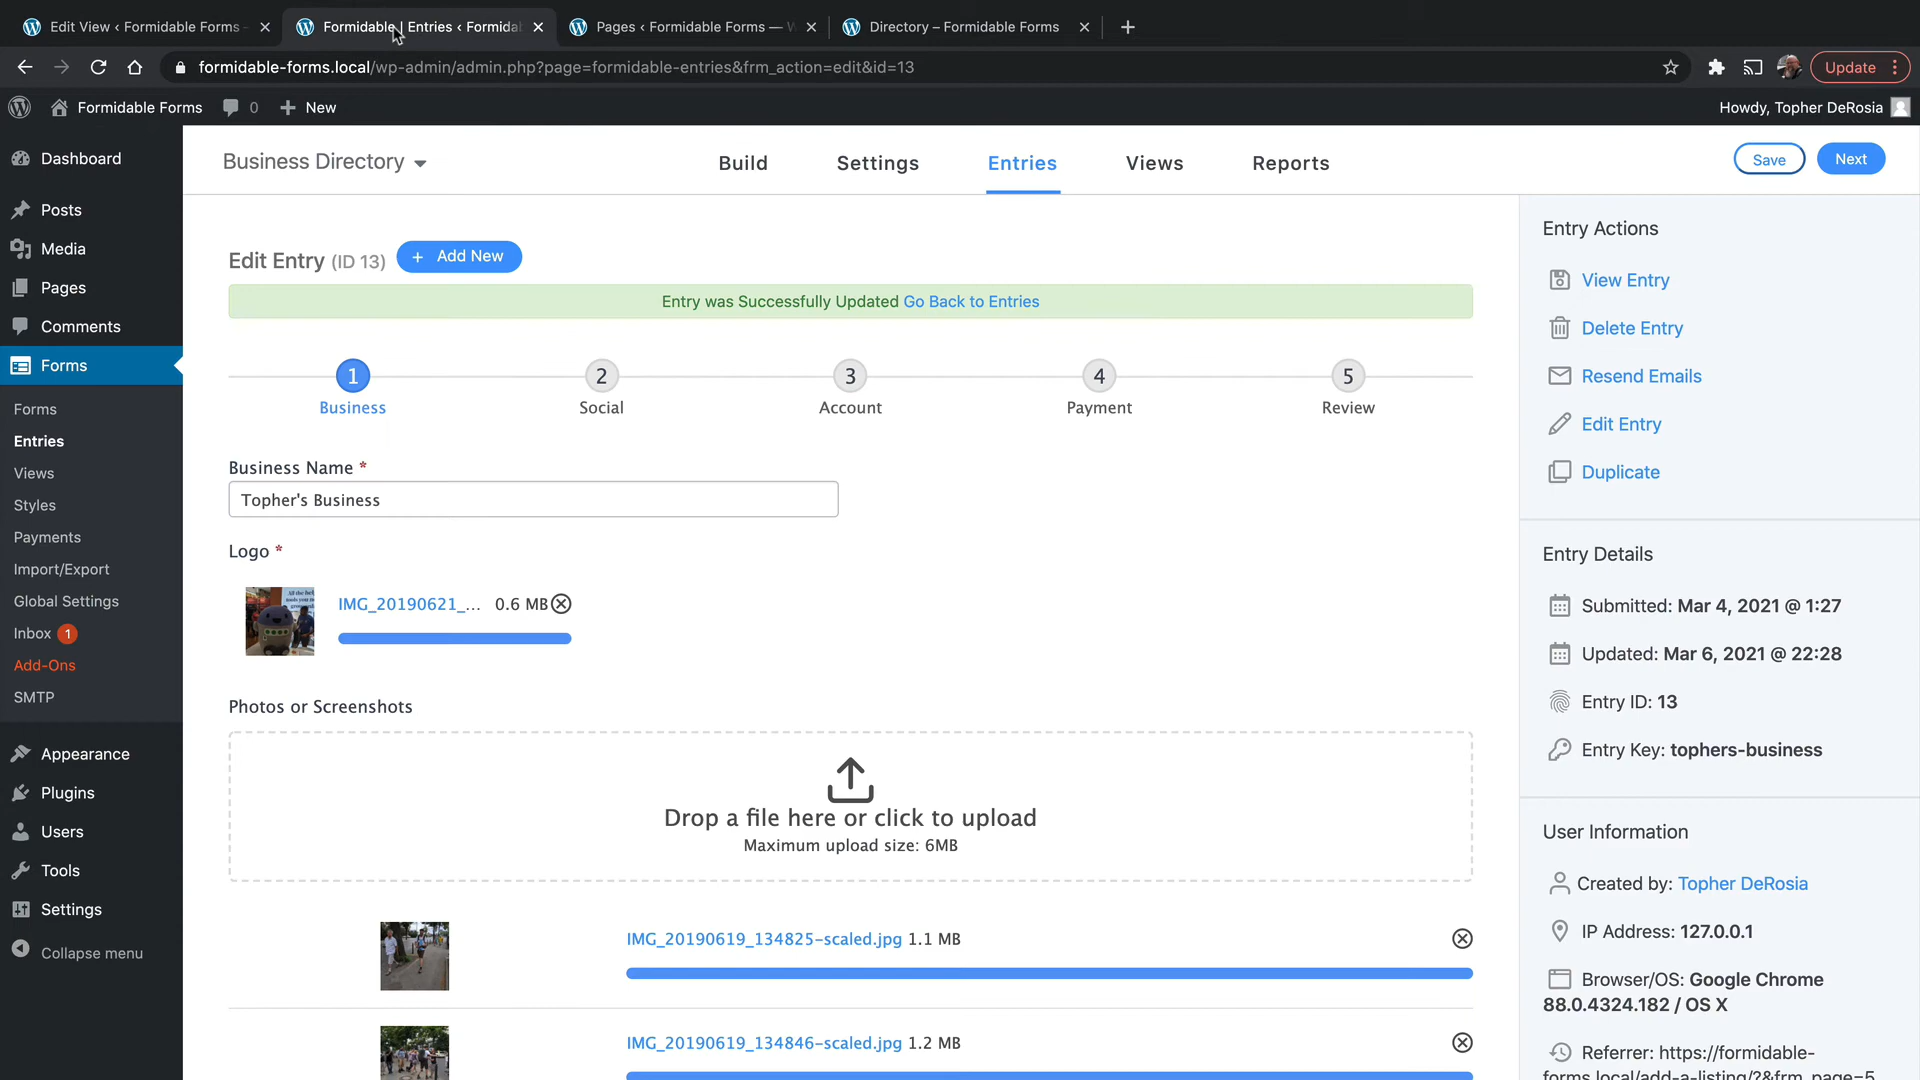 Edit View ‹ Formidable Forms -
Formidable | Entries ‹ Formida
Pages ‹ Formidable Forms — W
Directory – Formidable Forms
formidable-forms.local/wp-admin/admin.php?page=formidable-entries&frm_action=edit&id=13
Update
Formidable Forms
0
New
Howdy, Topher DeRosia
Dashboard
Posts
Media
Pages
Comments
Forms
Forms
Entries
Views
Styles
Payments
Import/Export
Global Settings
Inbox 1
Add-Ons
SMTP
Appearance
Plugins
Users
Tools
Settings
Collapse menu
Business Directory
Build
Settings
Entries
Views
Reports
Save
Next
Edit Entry (ID 13)
+ Add New
Entry was Successfully Updated Go Back to Entries
1
2
3
4
5
Business
Social
Account
Payment
Review
Business Name *
Topher's Business
Logo *
IMG_20190621_... 0.6 MB
Photos or Screenshots
Drop a file here or click to upload
Maximum upload size: 6MB
IMG_20190619_134825-scaled.jpg 1.1 MB
IMG_20190619_134846-scaled.jpg 1.2 MB
Entry Actions
View Entry
Delete Entry
Resend Emails
Edit Entry
Duplicate
Entry Details
Submitted: Mar 4, 2021 @ 1:27
Updated: Mar 6, 2021 @ 22:28
Entry ID: 13
Entry Key: tophers-business
User Information
Created by: Topher DeRosia
IP Address: 127.0.0.1
Browser/OS: Google Chrome
88.0.4324.182 / OS X
Referrer: https://formidable-
forms.local/add-a-listing/?&frm_page=5